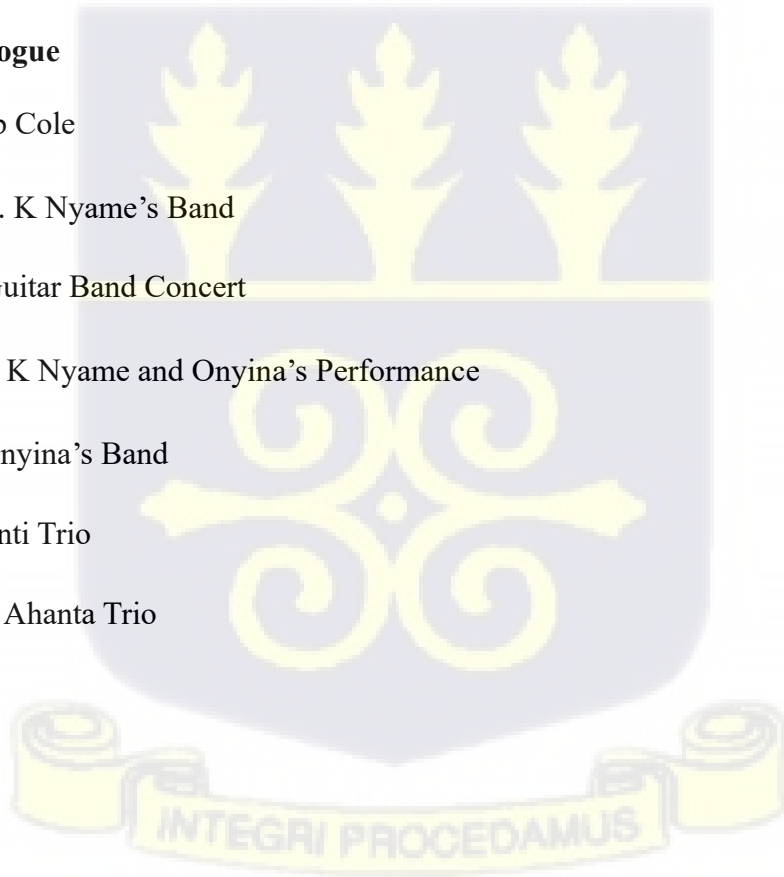 ogue
Cole
. K Nyame’s Band
uitar Band Concert
K Nyame and Onyina’s Performance
nyina’s Band
nti Trio
Ahanta Trio
INTEGRI PROCEDAMUS